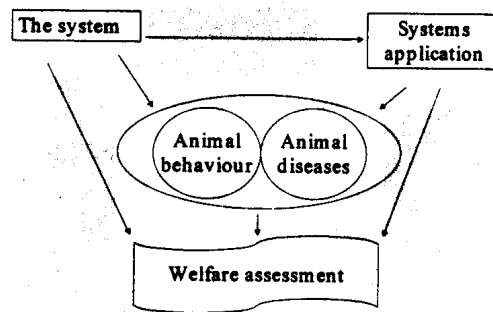 The system
Systems
application
Animal
behaviour
Animal
diseases
Welfare assessment